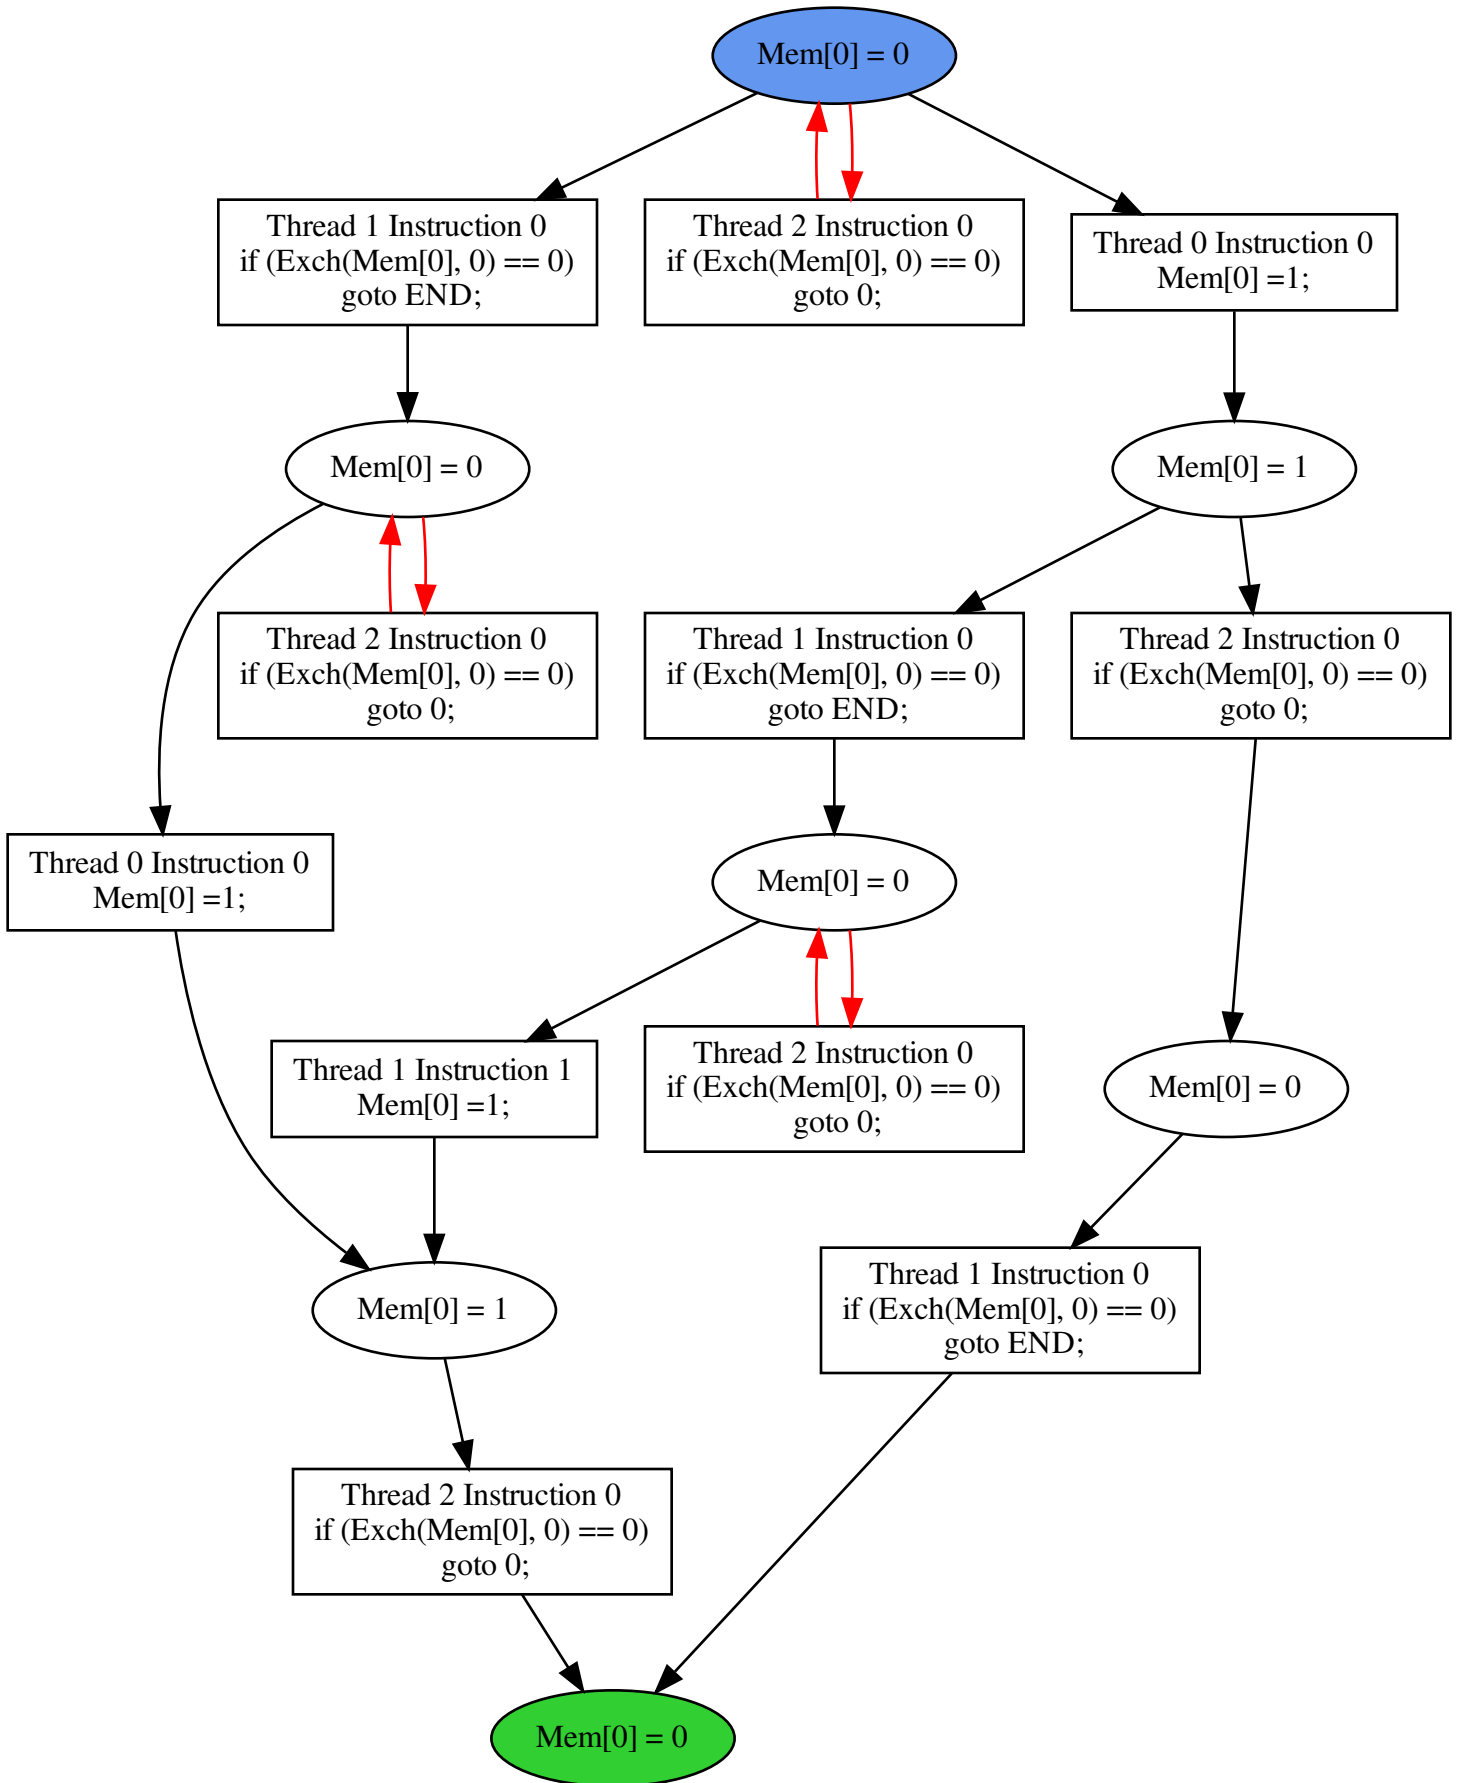 Mem[0] = 0
Thread 1 Instruction 0
if (Exch(Mem[0], 0) == 0)
goto END;
Thread 2 Instruction 0
if (Exch(Mem[0], 0) == 0)
goto 0;
Thread 0 Instruction 0
Mem[0] =1;
Mem[0] = 0
Mem[0] = 1
Thread 2 Instruction 0
if (Exch(Mem[0], 0) == 0)
goto 0;
Thread 1 Instruction 0
if (Exch(Mem[0], 0) == 0)
goto END;
Thread 2 Instruction 0
if (Exch(Mem[0], 0) == 0)
goto 0;
Thread 0 Instruction 0
Mem[0] =1;
Mem[0] = 0
Thread 1 Instruction 1
Mem[0] =1;
Thread 2 Instruction 0
if (Exch(Mem[0], 0) == 0)
goto 0;
Mem[0] = 0
Mem[0] = 1
Thread 1 Instruction 0
if (Exch(Mem[0], 0) == 0)
goto END;
Thread 2 Instruction 0
if (Exch(Mem[0], 0) == 0)
goto 0;
Mem[0] = 0